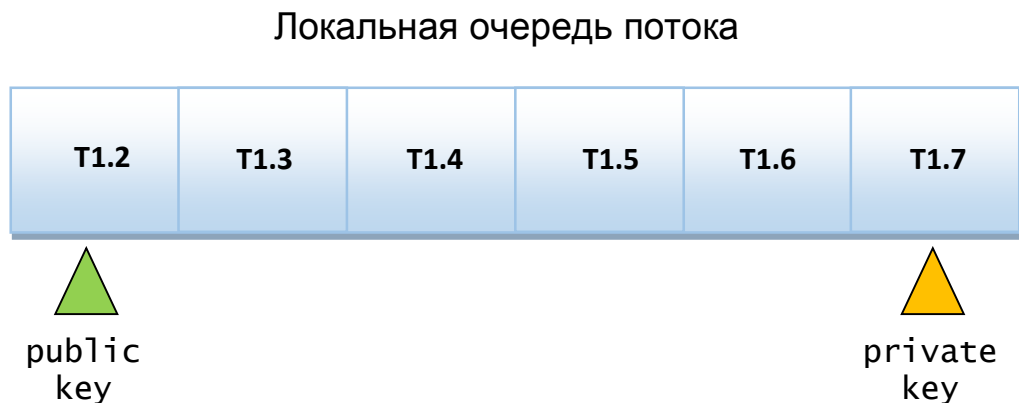 Локальная очередь потока
T1.2 T1.3 T1.4 T1.5 T1.6 T1.7
public private
key key